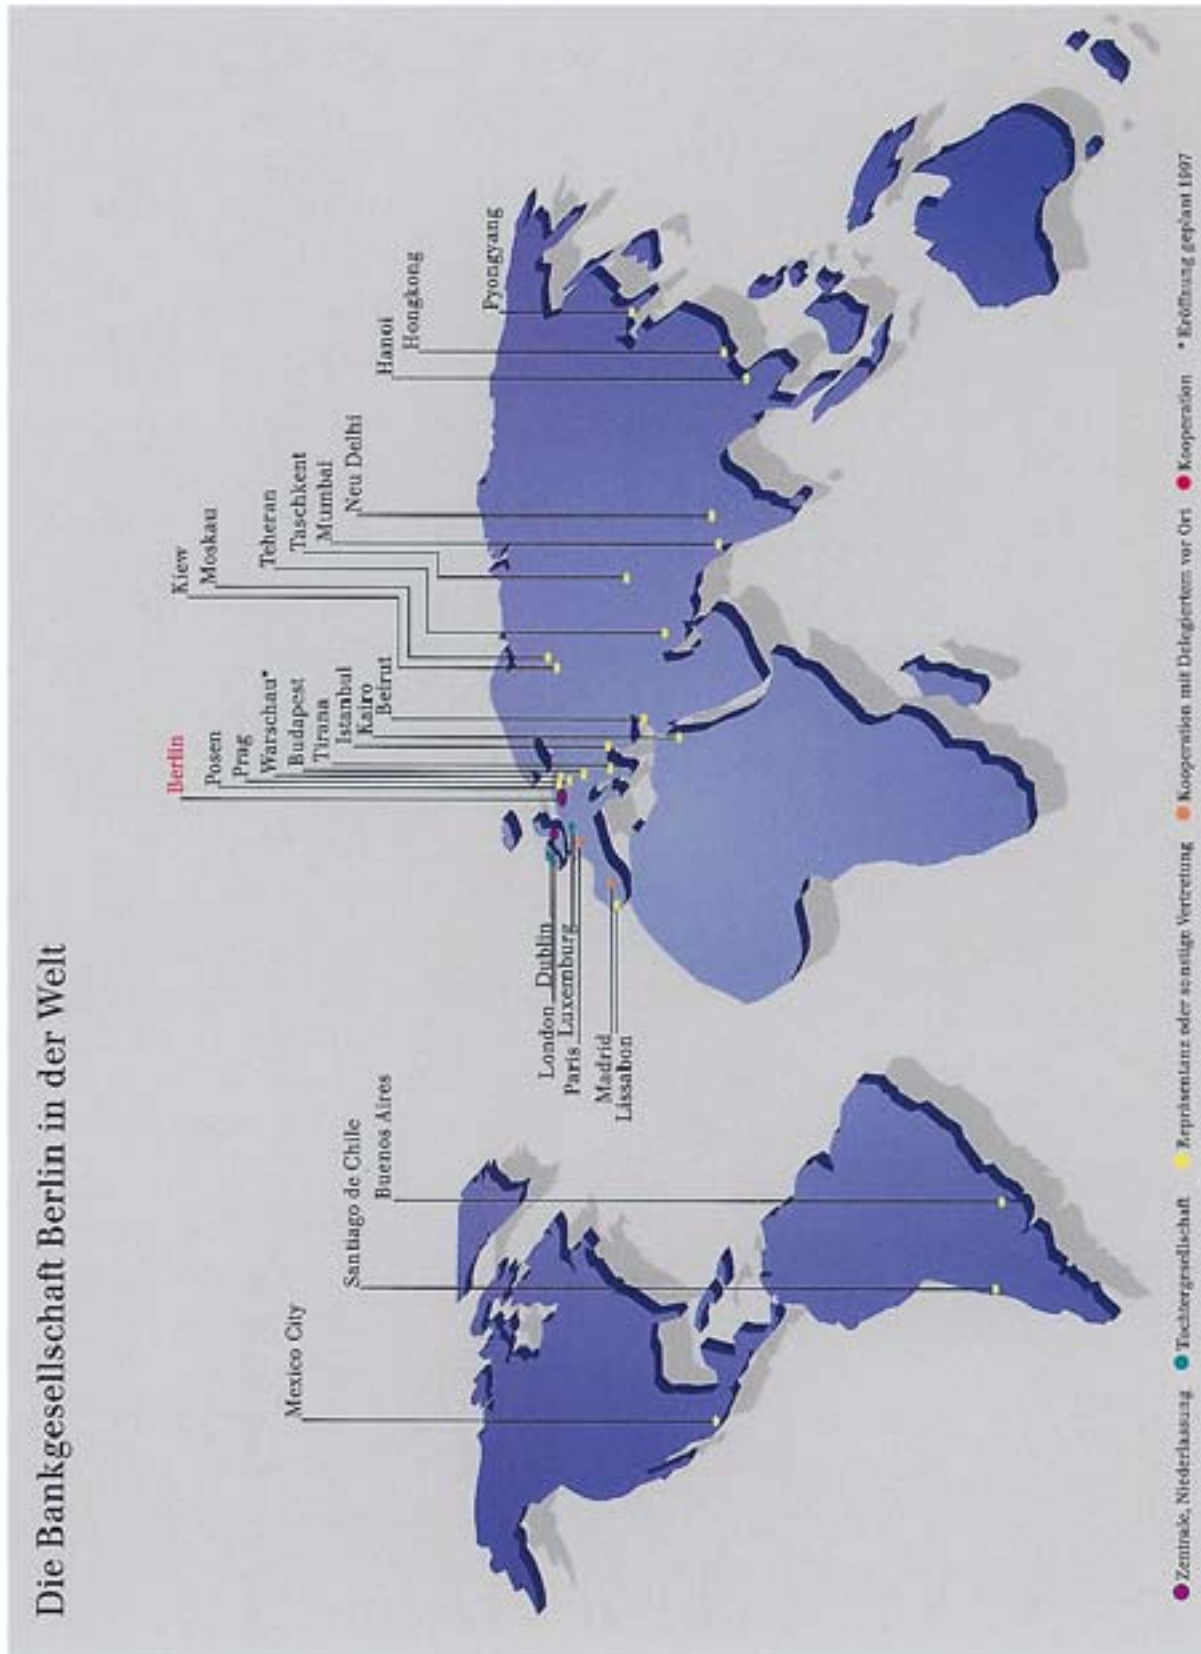 Die Bankgesellschaft Berlin in der Welt
Mexico City
Santiago de Chile
Buenos Aires
London
Dublin
Luxemburg
Paris
Madrid
Lissabon
Berlin
Posen
Prag
Warschau*
Budapest
Tirana
Istanbul
Kairo
Beirut
Kiew
Moskau
Teheran
Taschkent
Mumbai
Neu Delhi
Hanoi
Hongkong
Pyongyang
Zentrale, Niederlassung Tochtergesellschaft Repräsentanz oder sonstige Vertretung Kooperation mit Delegierten vor Ort Kooperation * Eröffnung geplant 1997